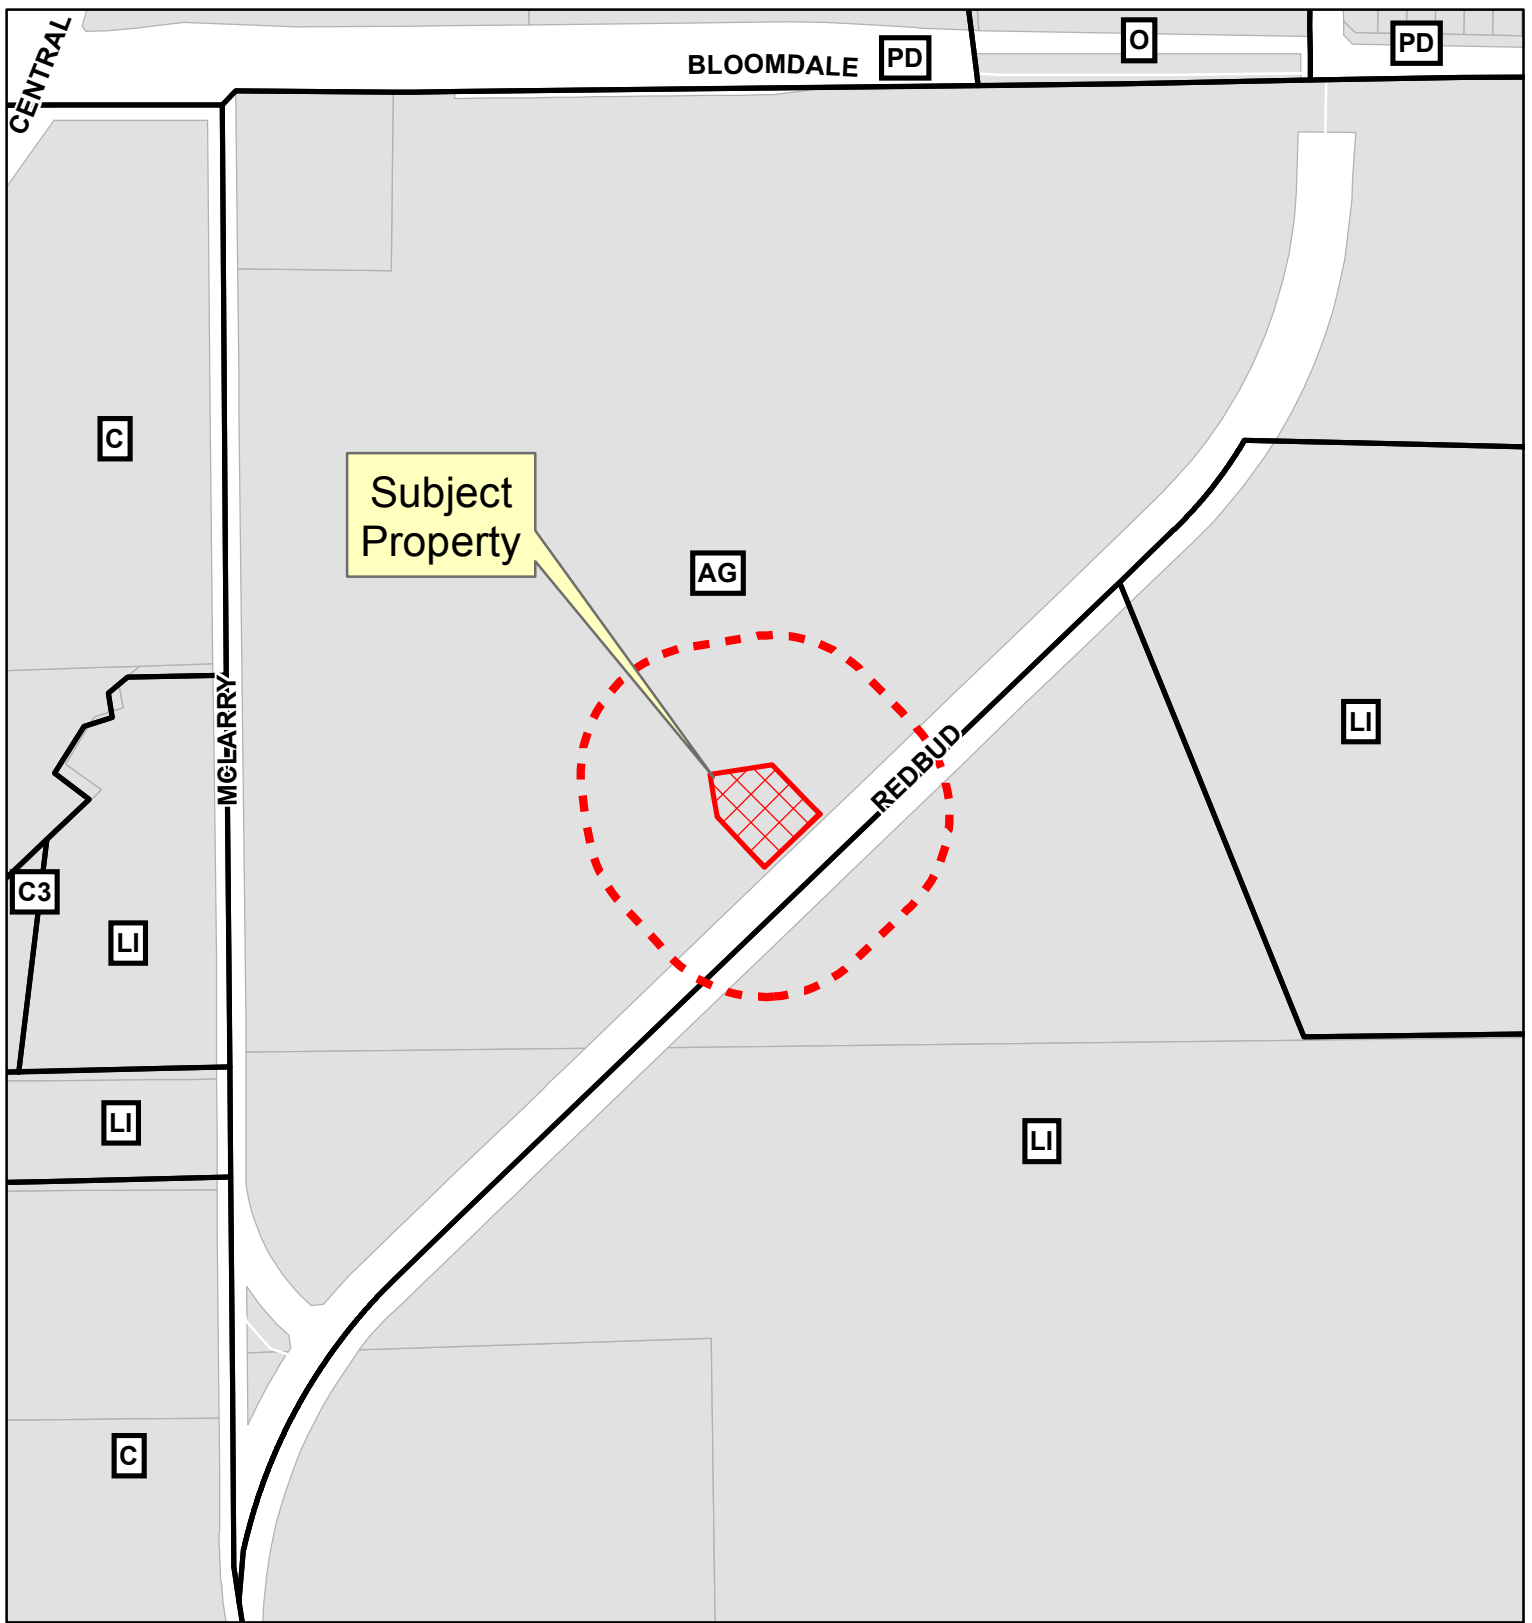 CENTRAL
BLOOMDALE
PD
O
PD
C
Subject
Property
AG
MCLARRY
REDBUD
LI
C3
LI
LI
LI
C